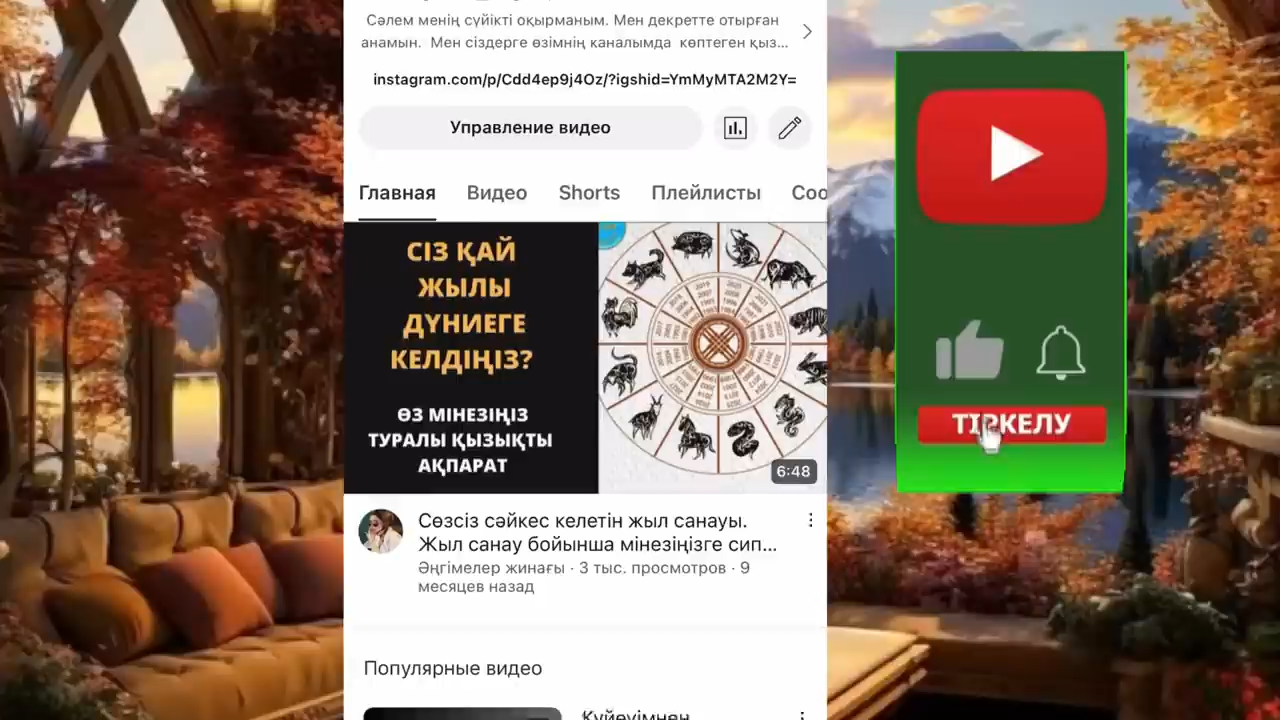 Сәлем менің сүйікті оқырманым. Мен декретте отырған
анамын. Мен сіздерге өзімнің каналымда көптеген қыз...
instagram.com/p/Cdd4ep9j4Oz/?igshid=YmMyMTA2M2Y=
Управление видео
Главная Видео Shorts Плейлисты Соо
СІЗ ҚАЙ
ЖЫЛЫ
ДҮНИЕГЕ
КЕЛДІҢІЗ?
ӨЗ МІНЕЗІҢІЗ
ТУРАЛЫ ҚЫЗЫҚТЫ
АҚПАРАТ
6:48
Сөзсіз сәйкес келетін жыл санауы.
Жыл санау бойынша мінезіңізге сип...
Әңгімелер жинағы · 3 тыс. просмотров · 9
месяцев назад
Популярные видео
Күйеуімнен
ТІРКЕЛУ